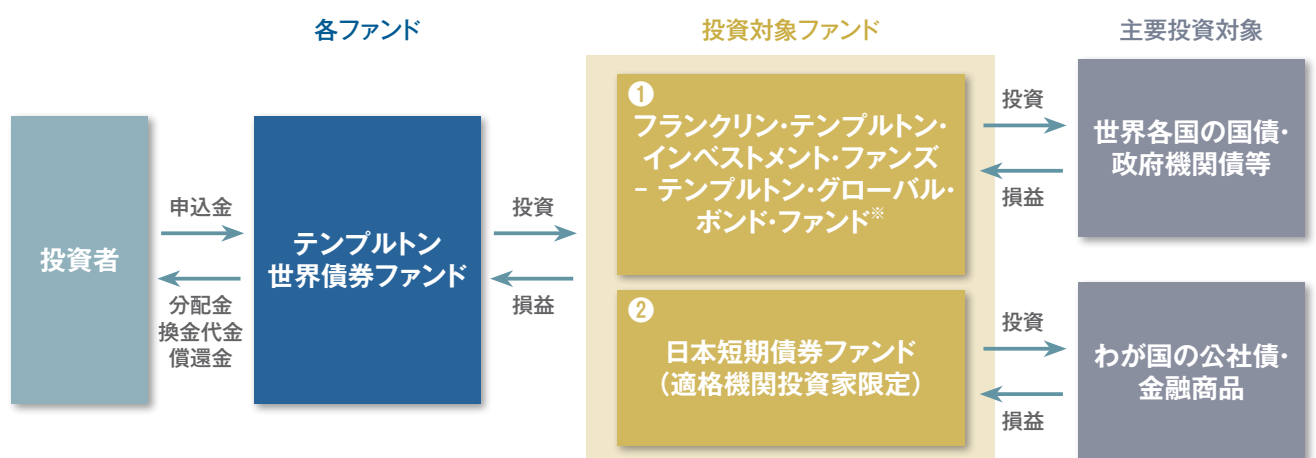 各ファンド
投資対象ファンド
主要投資対象
投資者
申込金
分配金
換金代金
償還金
テンプルトン
世界債券ファンド
投資
損益
❶
フランクリン・テンプルトン・
インベストメント・ファンズ
– テンプルトン・グローバル・
ボンド・ファンド※
投資
損益
世界各国の国債・
政府機関債等
❷
日本短期債券ファンド
（適格機関投資家限定）
投資
損益
わが国の公社債・
金融商品